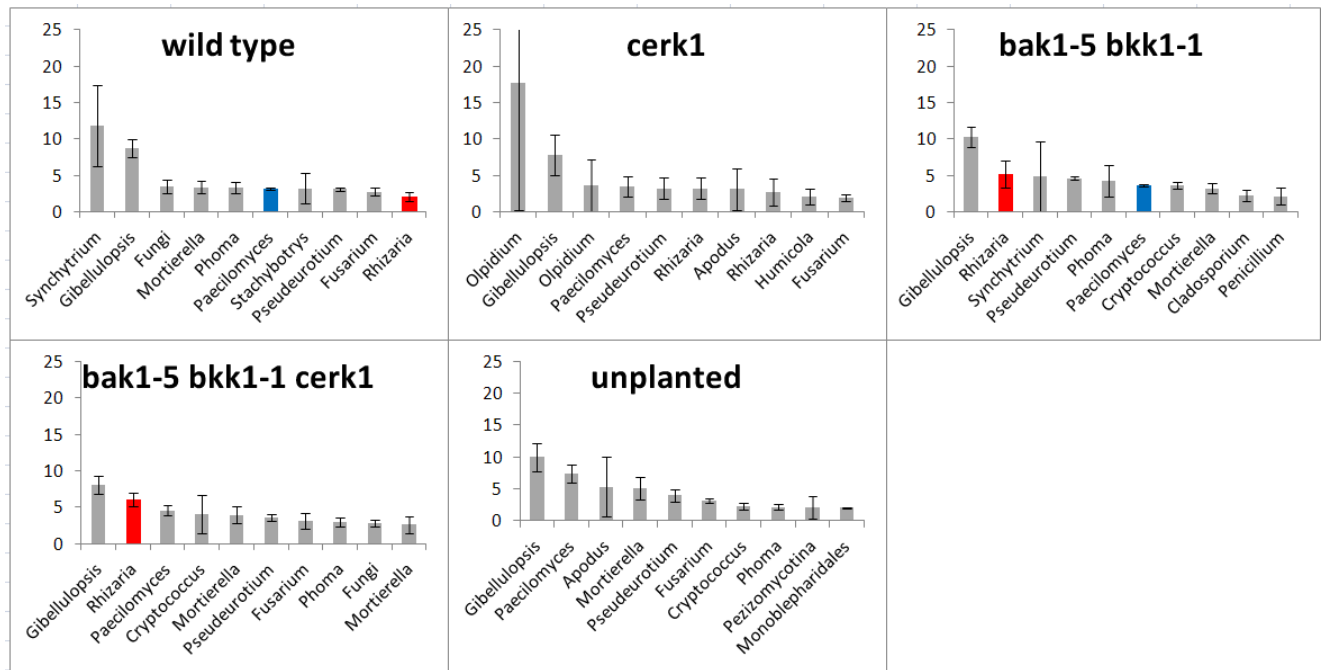 wild type
25
20
15
10
5
0
Synchytrium
Gibellulopsis
Fungi
Mortierella
Phoma
Paecilomyces
Stachybotrys
Pseudeurotium
Fusarium
Rhizaria
cerk1
25
20
15
10
5
0
Olpidium
Gibellulopsis
Olpidium
Paecilomyces
Pseudeurotium
Rhizaria
Apodus
Rhizaria
Humicola
Fusarium
bak1-5 bkk1-1
25
20
15
10
5
0
Gibellulopsis
Rhizaria
Synchytrium
Pseudeurotium
Phoma
Paecilomyces
Cryptococcus
Mortierella
Cladosporium
Penicillium
bak1-5 bkk1-1 cerk1
25
20
15
10
5
0
Gibellulopsis
Rhizaria
Paecilomyces
Cryptococcus
Mortierella
Pseudeurotium
Fusarium
Phoma
Fungi
Mortierella
unplanted
25
20
15
10
5
0
Gibellulopsis
Paecilomyces
Apodus
Mortierella
Pseudeurotium
Fusarium
Cryptococcus
Phoma
Pezizomycotina
Monoblepharidales